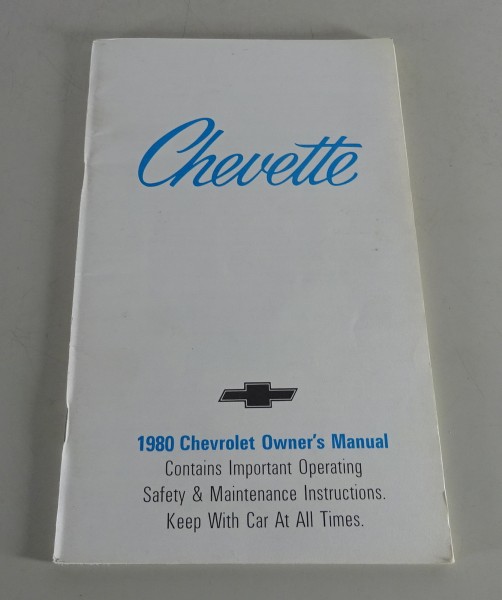 Chevette
1980 Chevrolet Owner's Manual
Contains Important Operating
Safety & Maintenance Instructions.
Keep With Car At All Times.